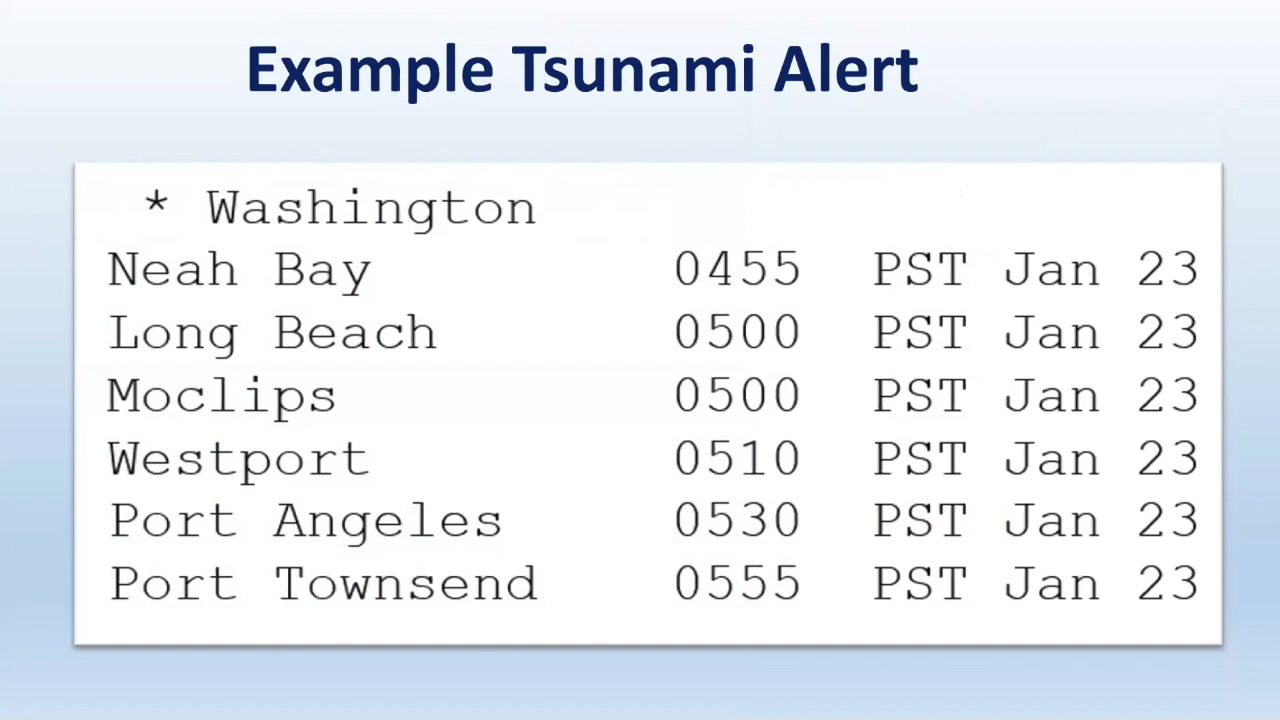 Example Tsunami Alert
* Washington
Neah Bay 0455 PST Jan 23
Long Beach 0500 PST Jan 23
Moclips 0500 PST Jan 23
Westport 0510 PST Jan 23
Port Angeles 0530 PST Jan 23
Port Townsend 0555 PST Jan 23